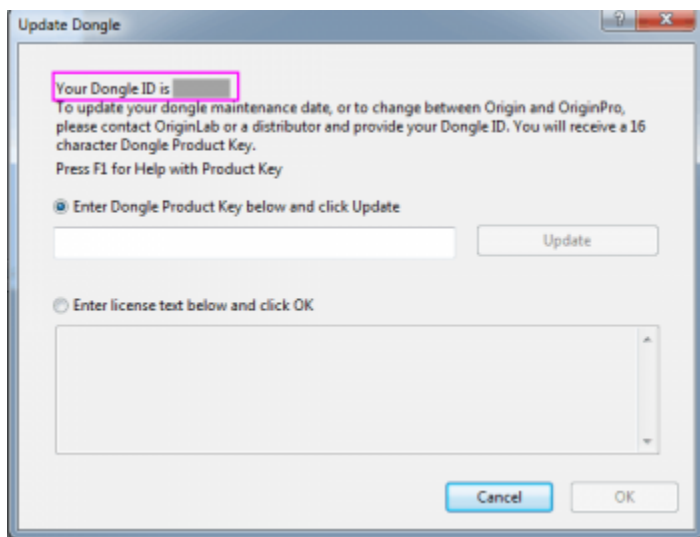 Update Dongle
Your Dongle ID is
To update your dongle maintenance date, or to change between Origin and OriginPro,
please contact OriginLab or a distributor and provide your Dongle ID. You will receive a 16
character Dongle Product Key.
Press F1 for Help with Product Key
Enter Dongle Product Key below and click Update
Update
Enter license text below and click OK
Cancel
OK